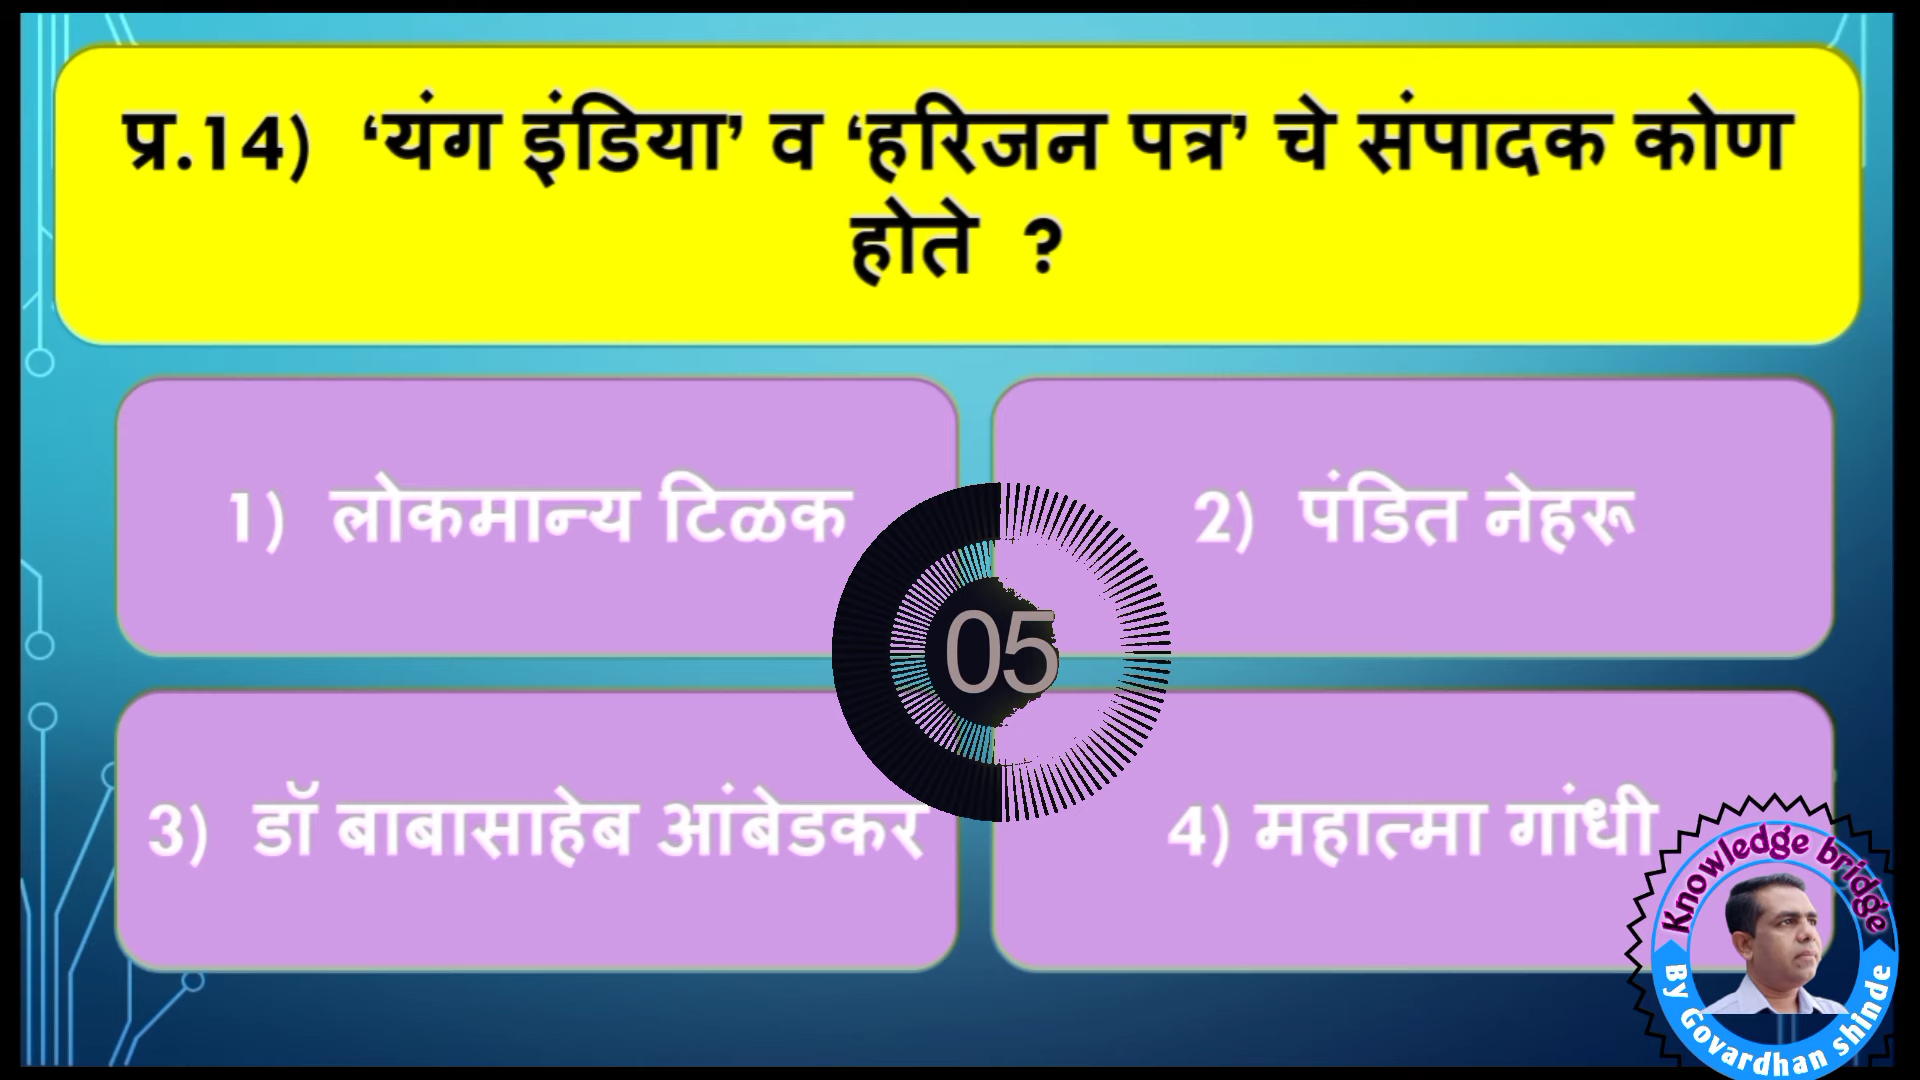 प्र.14) ‘यंग इंडिया’ व ‘हरिजन पत्र’ चे संपादक कोण
होते ?
1) लोकमान्य टिळक
2) पंडित नेहरू
05
3) डॉ बाबासाहेब आंबेडकर
4) महात्मा गांधी
Knowledge bridge
By Govardhan shinde